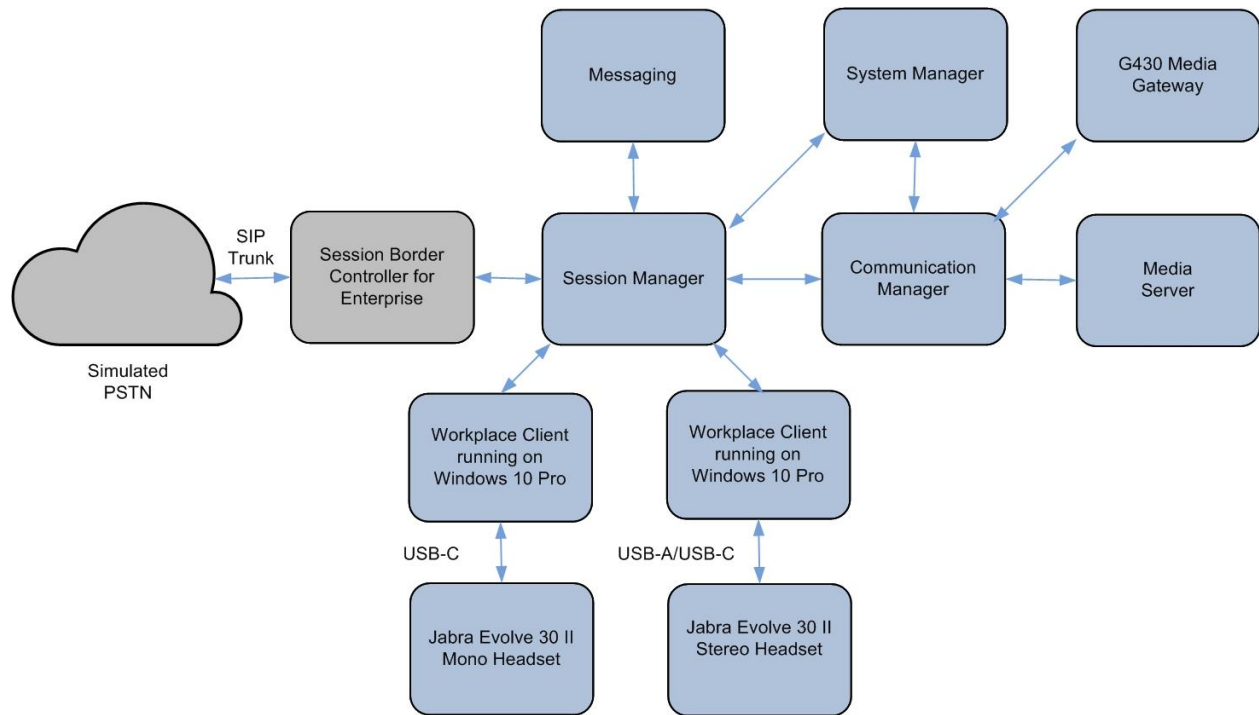 Messaging
System Manager
G430 Media
Gateway
SIP
Trunk
Session Border
Controller for
Enterprise
Session Manager
Communication
Manager
Media
Server
Simulated
PSTN
Workplace Client
running on
Windows 10 Pro
Workplace Client
running on
Windows 10 Pro
USB-C
USB-A/USB-C
Jabra Evolve 30 II
Mono Headset
Jabra Evolve 30 II
Stereo Headset